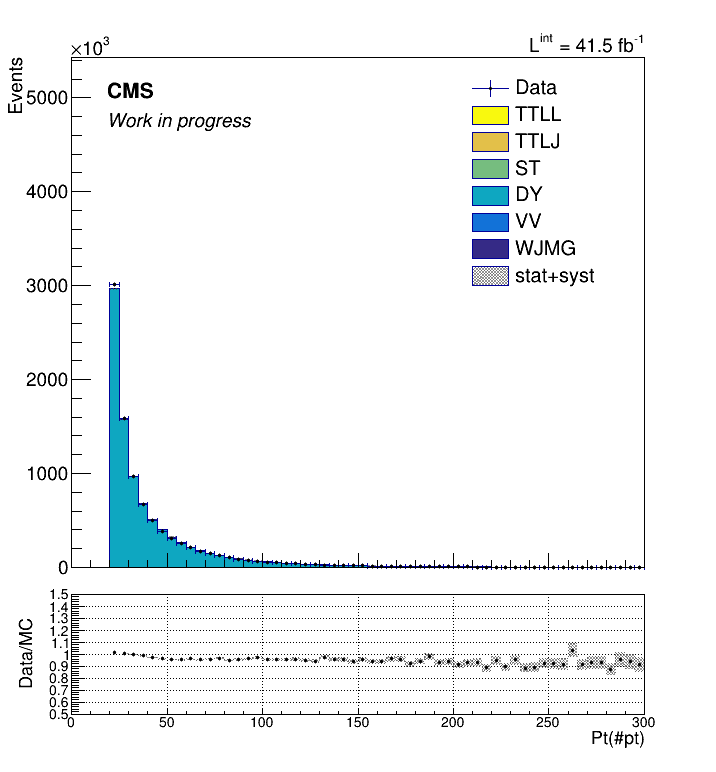 ×10³
L^int = 41.5 fb⁻¹
Events
CMS
Work in progress
Data
TTLL
TTLJ
ST
DY
VV
WJMG
stat+syst
5000
4000
3000
2000
1000
0
Data/MC
1.5
1.4
1.3
1.2
1.1
1
0.9
0.8
0.7
0.6
0.5
0 50 100 150 200 250 300
Pt(#pt)